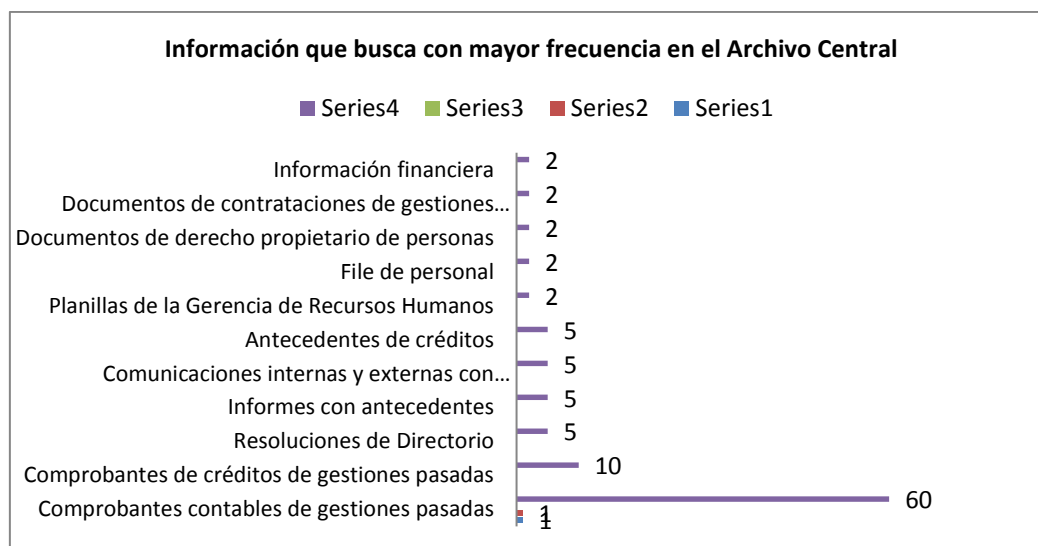 Información que busca con mayor frecuencia en el Archivo Central
Series4 Series3 Series2 Series1
Información financiera 2
Documentos de contrataciones de gestiones... 2
Documentos de derecho propietario de personas 2
File de personal 2
Planillas de la Gerencia de Recursos Humanos 2
Antecedentes de créditos 5
Comunicaciones internas y externas con... 5
Informes con antecedentes 5
Resoluciones de Directorio 5
Comprobantes de créditos de gestiones pasadas 10
Comprobantes contables de gestiones pasadas 60
1
1